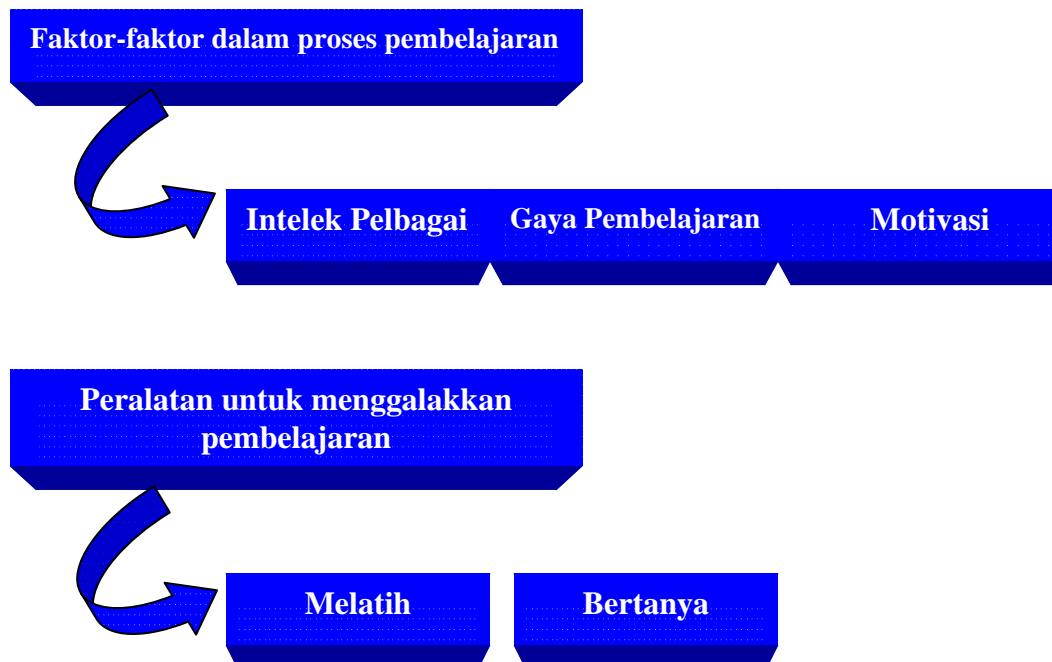 Faktor-faktor dalam proses pembelajaran
Intelek Pelbagai
Gaya Pembelajaran
Motivasi
Peralatan untuk menggalakkan
pembelajaran
Melatih
Bertanya